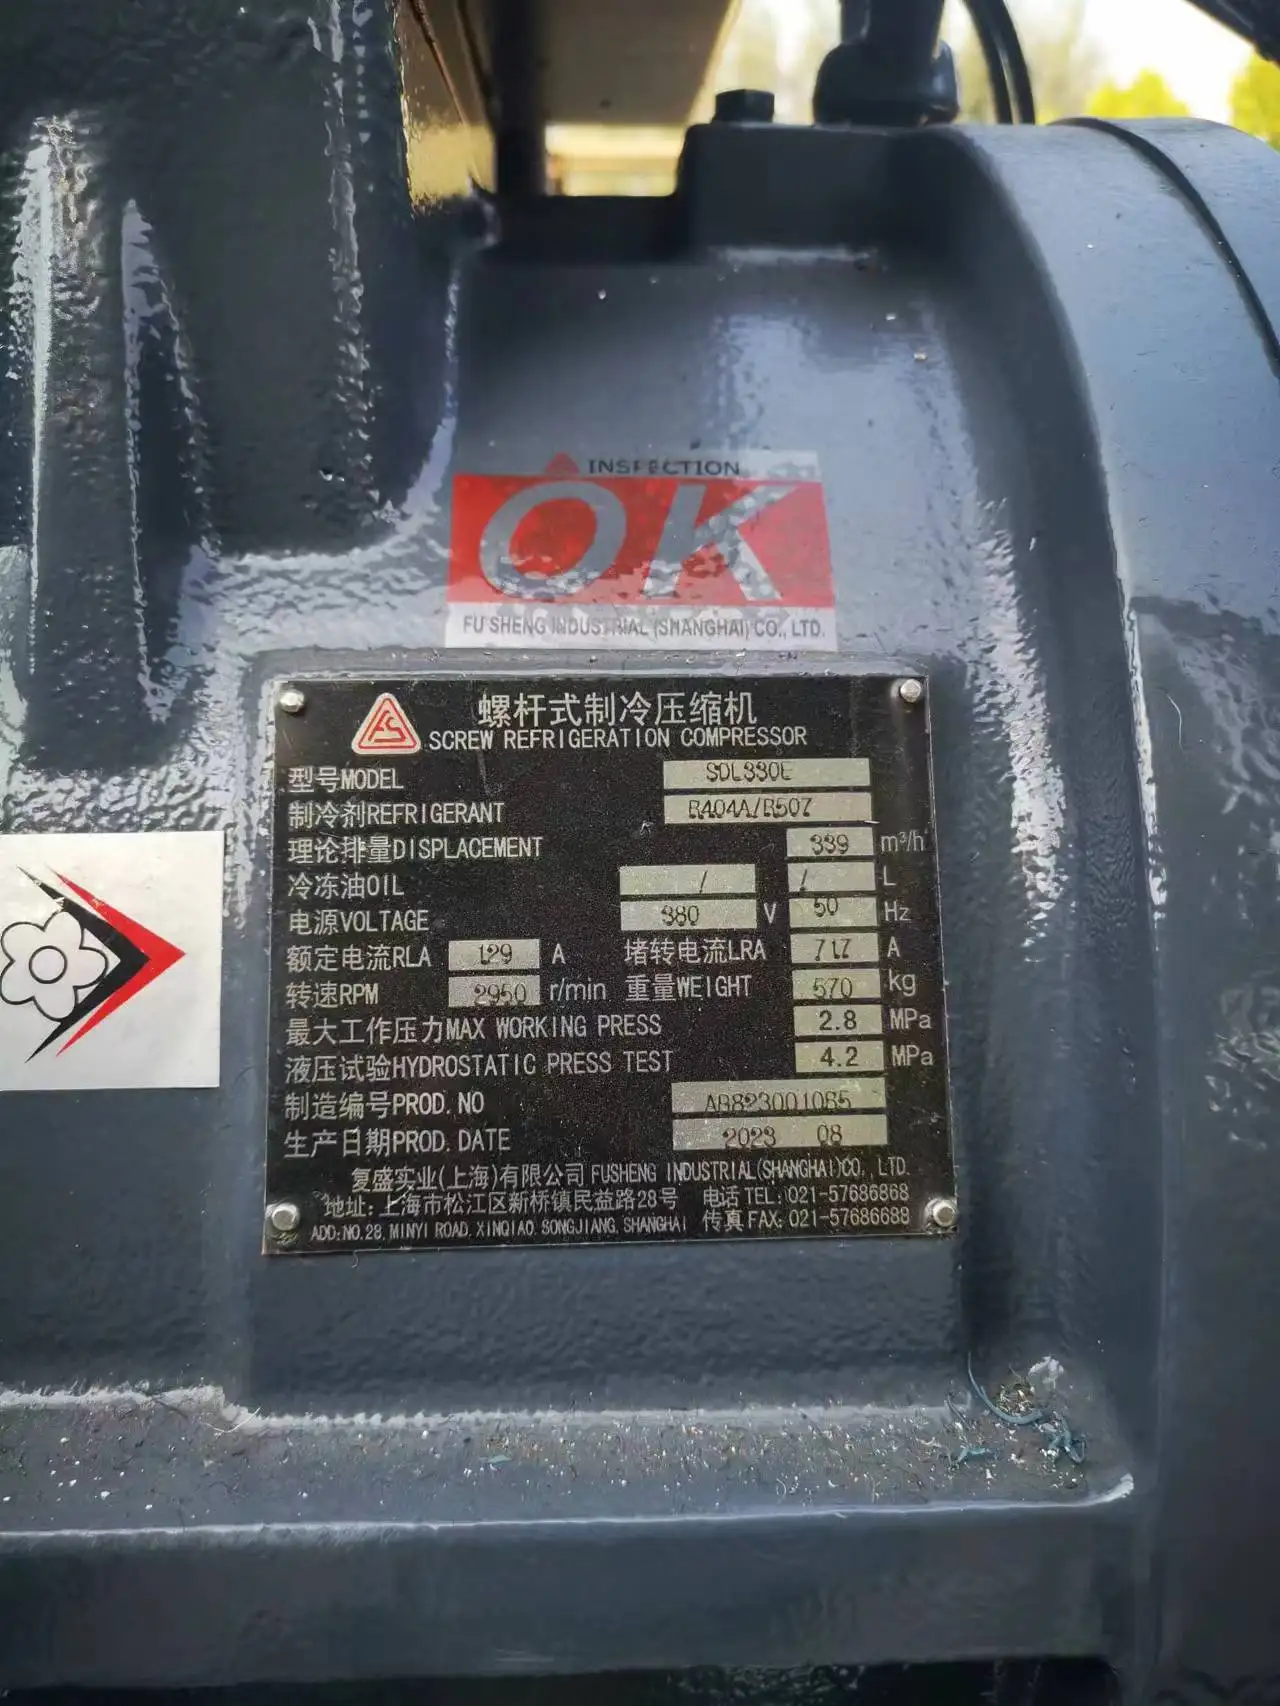 INSPECTION
OK
FU SHENG INDUSTRIAL (SHANGHAI) CO., LTD.
螺杆式制冷压缩机
SCREW REFRIGERATION COMPRESSOR
型号MODEL SDL330E
制冷剂REFRIGERANT R404A/R507
理论排量DISPLACEMENT 339 m³/h
冷冻油OIL / / L
电源VOLTAGE 380 V 50 Hz
额定电流RLA 129 A 堵转电流LRA 717 A
转速RPM 2950 r/min 重量WEIGHT 570 kg
最大工作压力MAX WORKING PRESS 2.8 MPa
液压试验HYDROSTATIC PRESS TEST 4.2 MPa
制造编号PROD. NO
生产日期PROD. DATE 2023 08
复盛实业(上海)有限公司 FUSHENG INDUSTRIAL(SHANGHAI)CO., LTD.
地址: 上海市松江区新桥镇民益路28号 电话 TEL: 021-57686868
ADD: NO.28, MINYI ROAD, XINQIAO, SONGJIANG, SHANGHAI 传真 FAX: 021-57686688